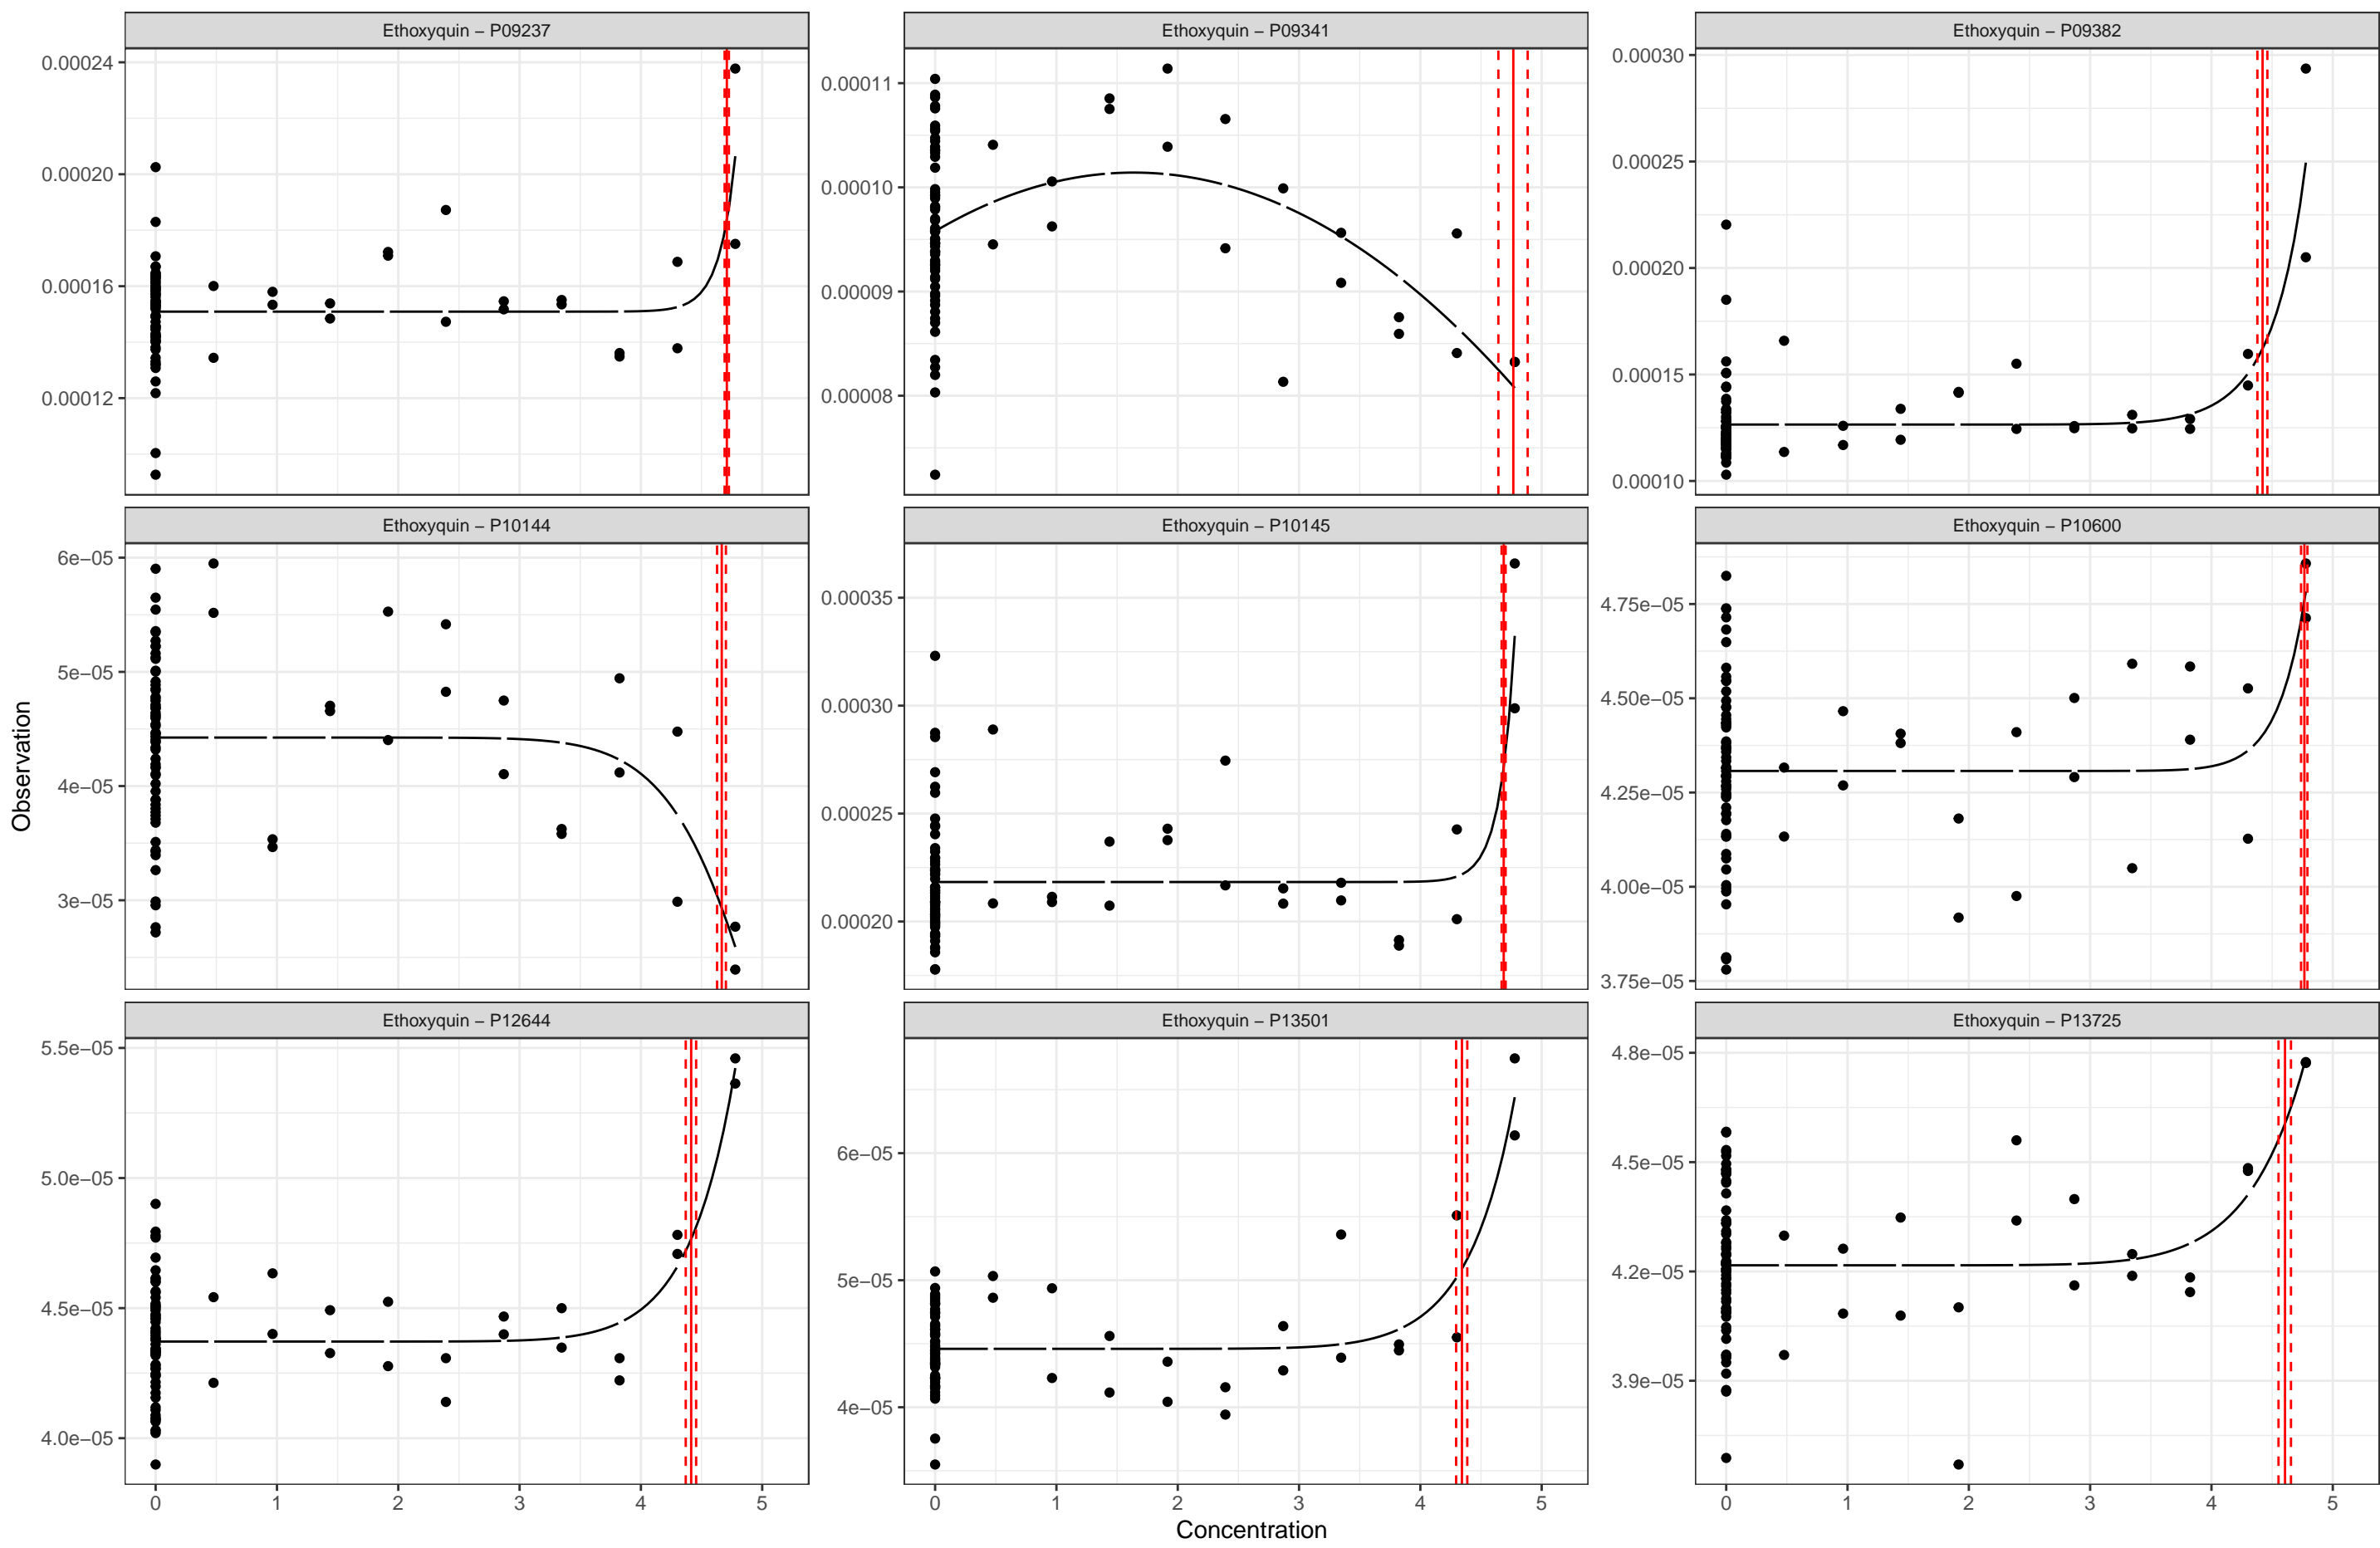 Ethoxyquin − P09237
Ethoxyquin − P09341
Ethoxyquin − P09382
0.00024
0.00020
0.00016
0.00012
0.00011
0.00010
0.00009
0.00008
0.00030
0.00025
0.00020
0.00015
0.00010
Ethoxyquin − P10144
Ethoxyquin − P10145
Ethoxyquin − P10600
6e−05
5e−05
4e−05
3e−05
0.00035
0.00030
0.00025
0.00020
4.75e−05
4.50e−05
4.25e−05
4.00e−05
3.75e−05
Observation
Ethoxyquin − P12644
Ethoxyquin − P13501
Ethoxyquin − P13725
5.5e−05
5.0e−05
4.5e−05
4.0e−05
6e−05
5e−05
4e−05
4.8e−05
4.5e−05
4.2e−05
3.9e−05
0 1 2 3 4 5
0 1 2 3 4 5
0 1 2 3 4 5
Concentration